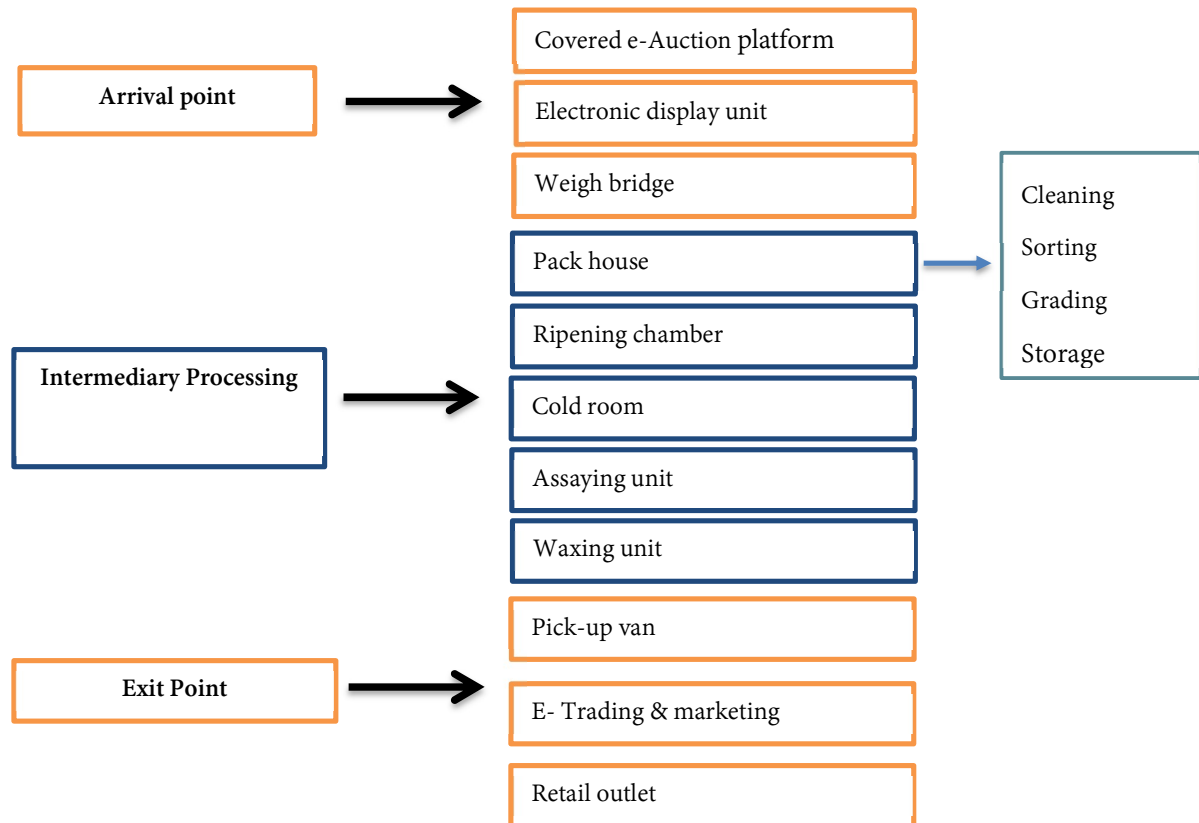 Arrival point
Covered e-Auction platform
Electronic display unit
Weigh bridge
Intermediary Processing
Pack house
Cleaning
Sorting
Grading
Storage
Ripening chamber
Cold room
Assaying unit
Waxing unit
Exit Point
Pick-up van
E- Trading & marketing
Retail outlet